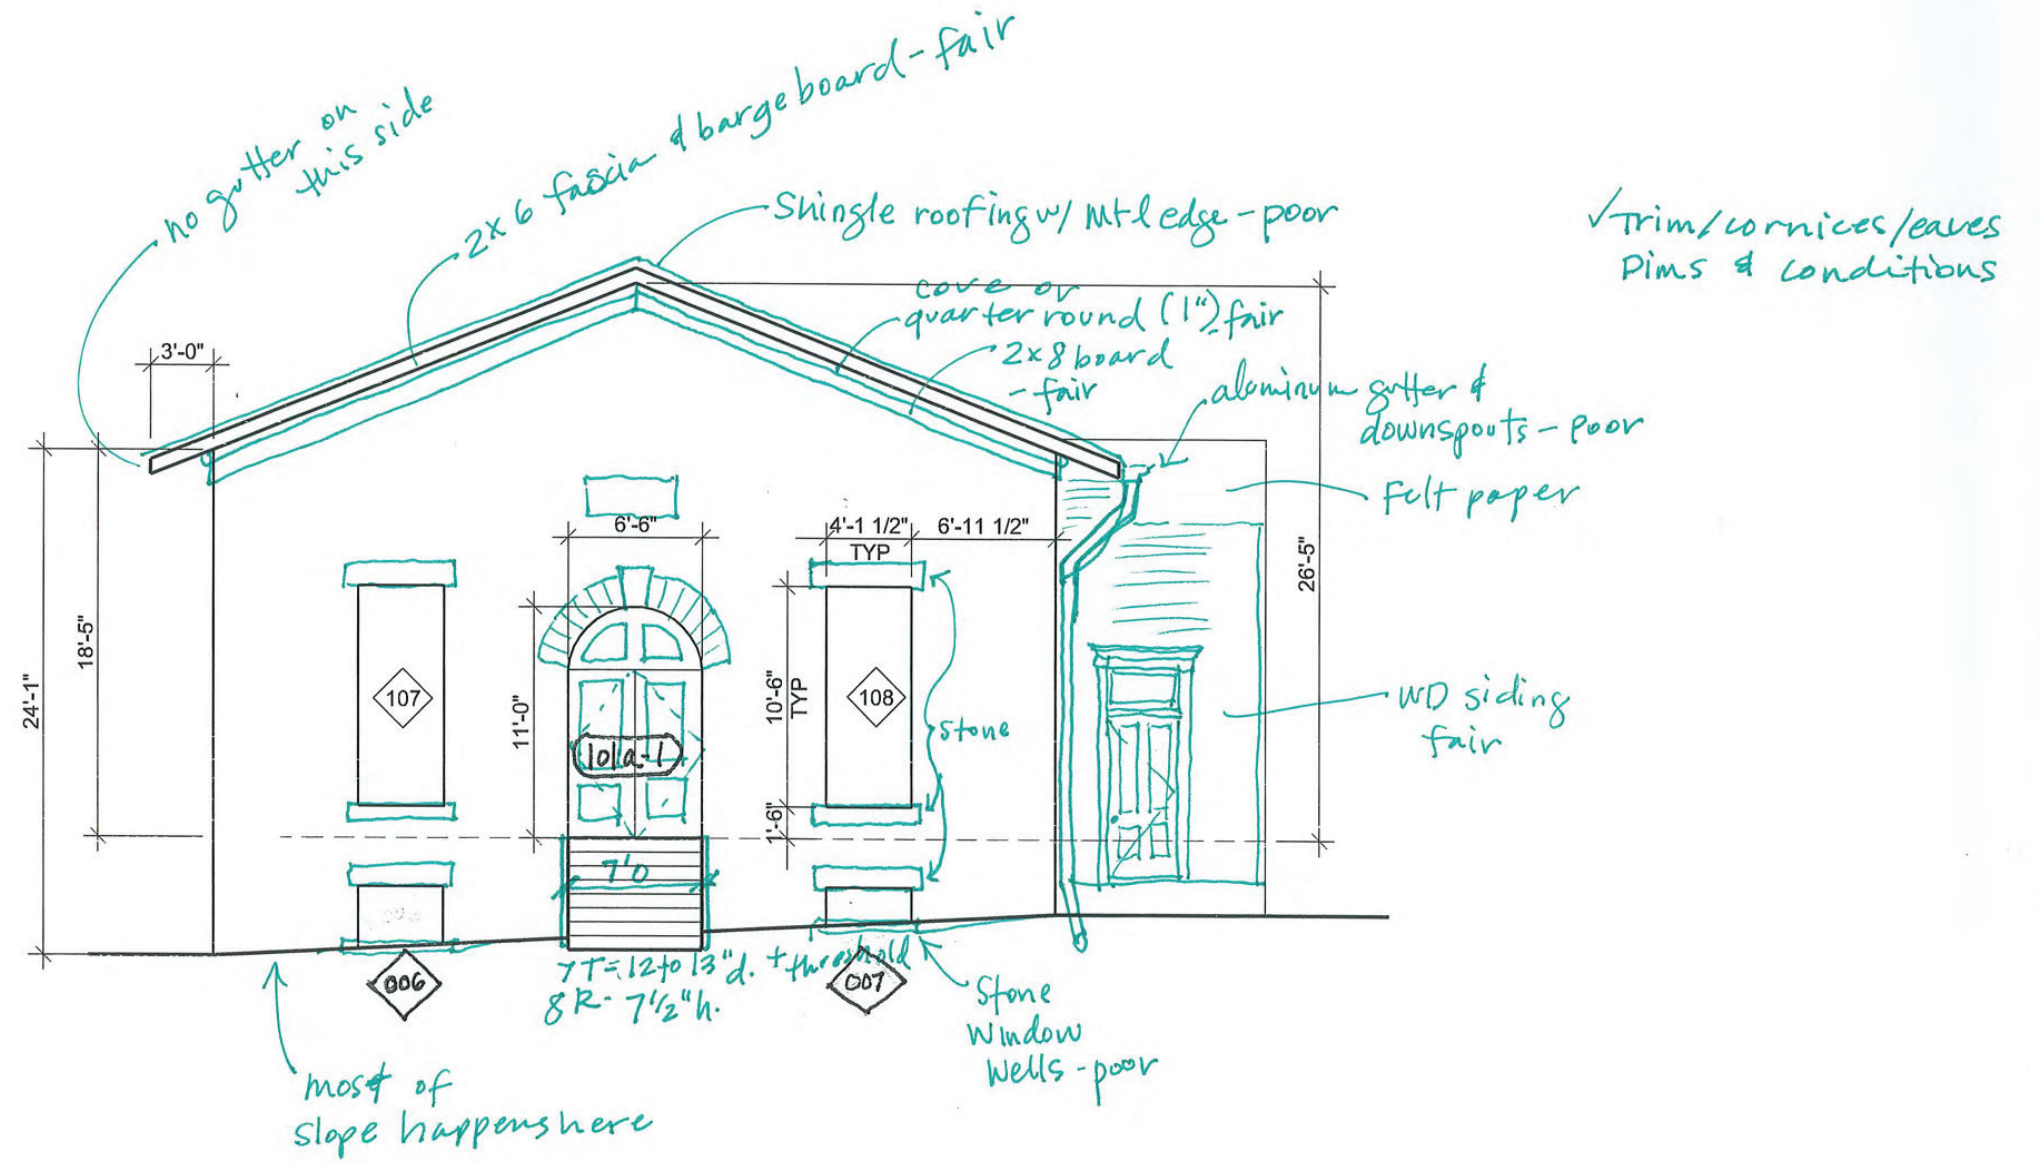 no gutter on
this side
2x6 fascia & bargeboard - fair
Shingle roofing w/ Mtl edge - poor
✓Trim/cornices/eaves
Dims & conditions
cove or
quarter round (1") - fair
2x8 board
- fair
aluminum gutter &
downspouts - poor
Felt paper
3'-0"
6'-6"
4'-1 1/2"
TYP
6'-11 1/2"
26'-5"
18'-5"
24'-1"
11'-0"
10'-6"
TYP
1'-6"
107
101a-1
108
Stone
WD siding
fair
7'0
7T = 12 to 13"d. + threshold
8R - 7 1/2"h.
006
007
Stone
Window
Wells - poor
most of
slope happens here